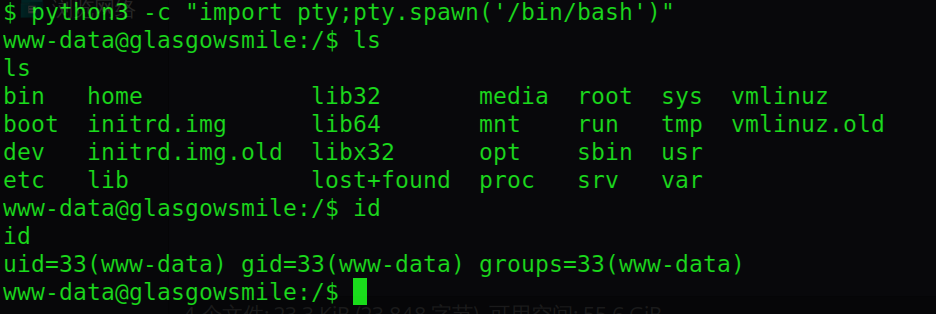 $ python3 -c "import pty;pty.spawn('/bin/bash')"
www-data@glasgowsmile:/$ ls
ls
bin   home            lib32       media  root  sys  vmlinuz
boot  initrd.img      lib64       mnt    run   tmp  vmlinuz.old
dev   initrd.img.old  libx32      opt    sbin  usr
etc   lib             lost+found  proc   srv   var
www-data@glasgowsmile:/$ id
id
uid=33(www-data) gid=33(www-data) groups=33(www-data)
www-data@glasgowsmile:/$